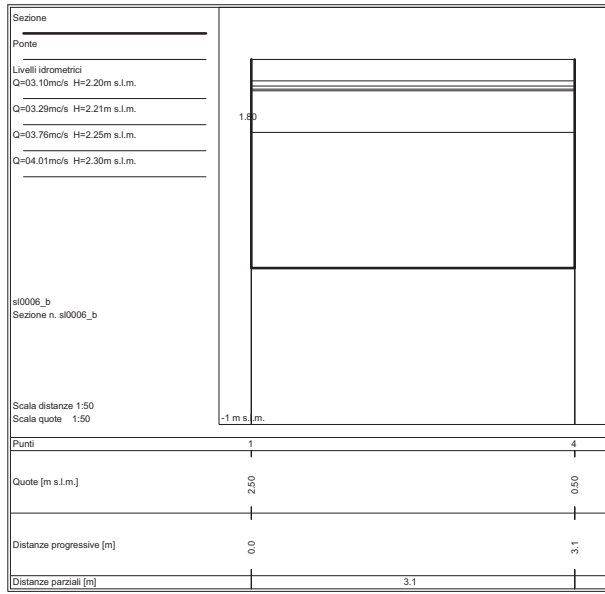 Sezione
Ponte
Livelli idrometrici
Q=03.10mc/s H=2.20m s.l.m.
Q=03.29mc/s H=2.21m s.l.m.
Q=03.76mc/s H=2.25m s.l.m.
Q=04.01mc/s H=2.30m s.l.m.
1.80
sl0006_b
Sezione n. sl0006_b
Scala distanze 1:50
Scala quote 1:50
-1 m s.l.m.
Punti 1 4
Quote [m s.l.m.] 2.50 0.50
Distanze progressive [m] 0.0 3.1
Distanze parziali [m] 3.1